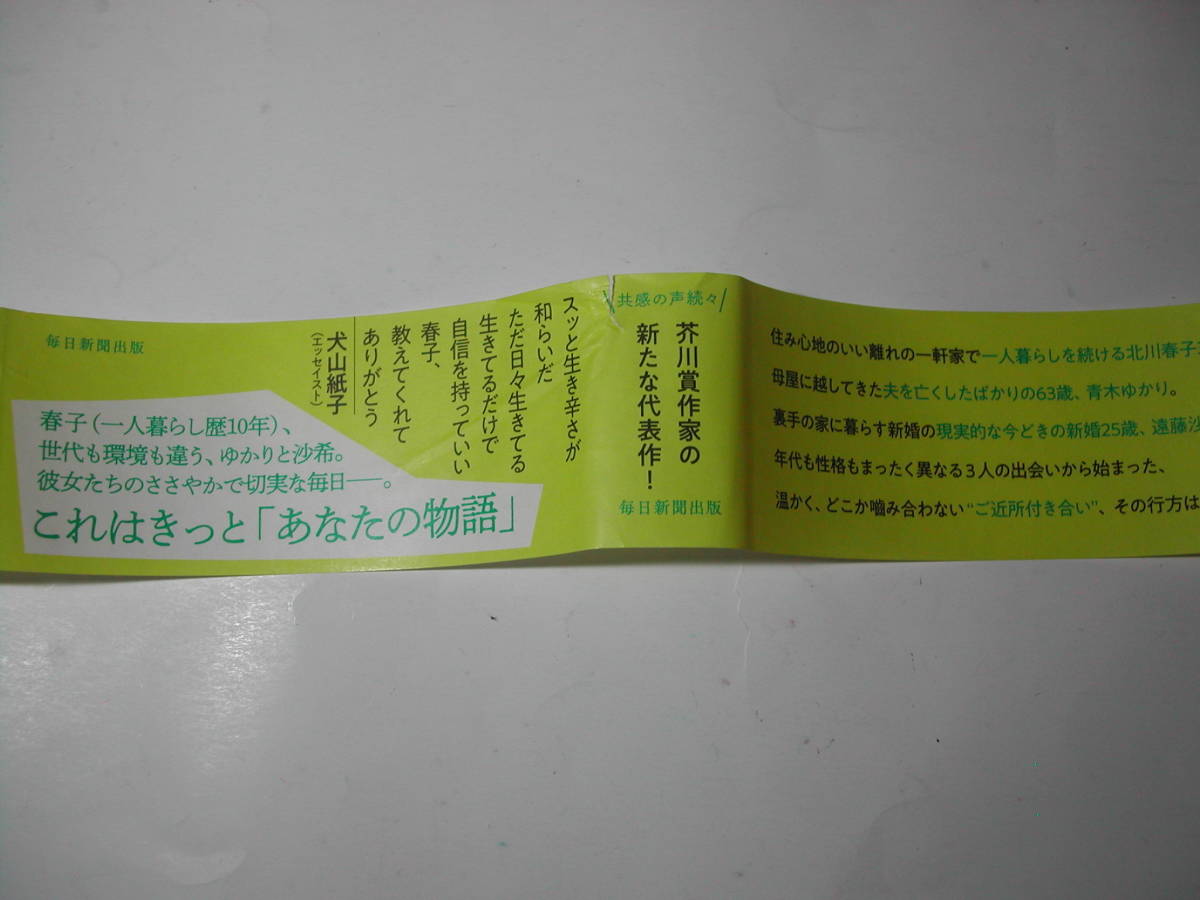 毎日新聞出版
春子(一人暮らし歴10年)、
世代も環境も違う、ゆかりと沙希。
彼女たちのささやかで切実な毎日──。
これはきっと「あなたの物語」
スッと生き辛さが
和らいだ
ただ日々生きてる
生きてるだけで
自信を持っていい
春子、
教えてくれて
ありがとう
犬山紙子
(エッセイスト)
\共感の声続々/
芥川賞作家の
新たな代表作!
毎日新聞出版
住み心地のいい離れの一軒家で一人暮らしを続ける北川春子
母屋に越してきた夫を亡くしたばかりの63歳、青木ゆかり。
裏手の家に暮らす新婚の現実的な今どきの新婚25歳、遠藤沙
年代も性格もまったく異なる3人の出会いから始まった、
温かく、どこか嚙み合わない“ご近所付き合い”、その行方は